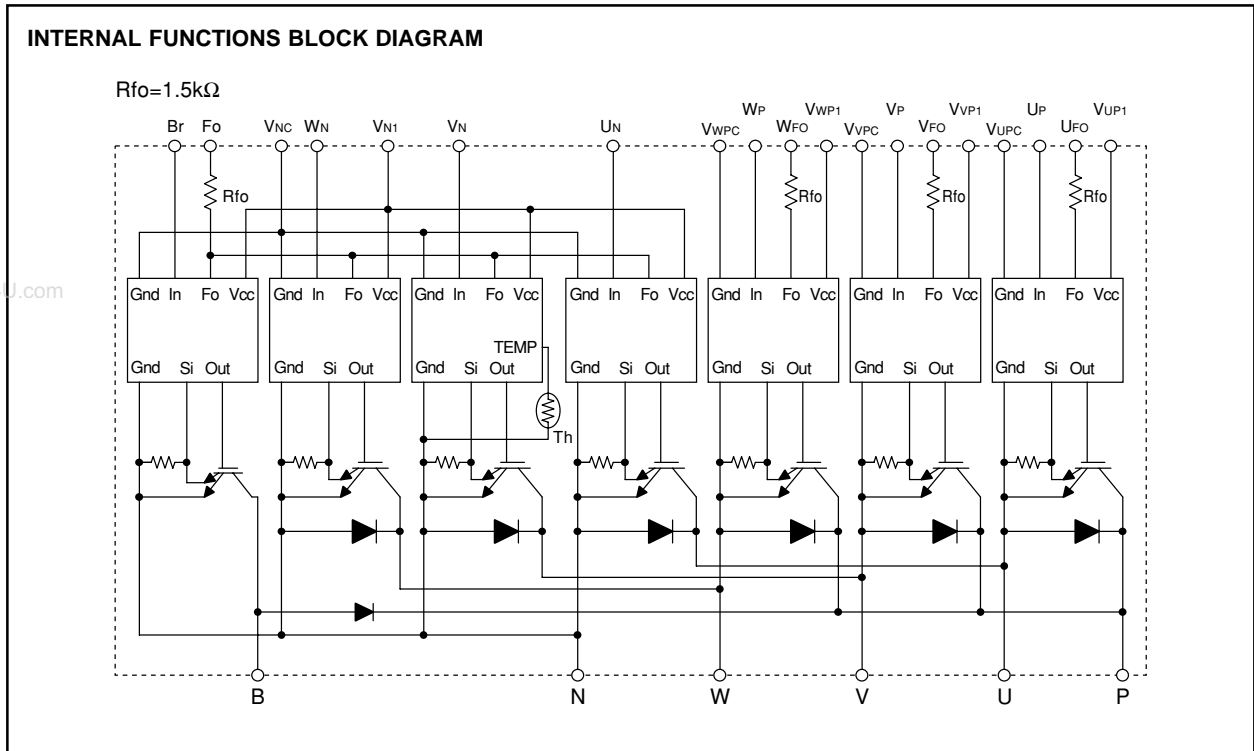 INTERNAL FUNCTIONS BLOCK DIAGRAM
Rfo=1.5kΩ
Br Fo VNC WN VN1 VN UN VWPC WP WFO VWP1 VVPC VP VFO VVP1 VUPC UP UFO VUP1
Rfo Rfo Rfo Rfo
U.com
Gnd In Fo Vcc Gnd In Fo Vcc Gnd In Fo Vcc Gnd In Fo Vcc Gnd In Fo Vcc Gnd In Fo Vcc Gnd In Fo Vcc
TEMP
Gnd Si Out Gnd Si Out Gnd Si Out Gnd Si Out Gnd Si Out Gnd Si Out Gnd Si Out
Th
B N W V U P